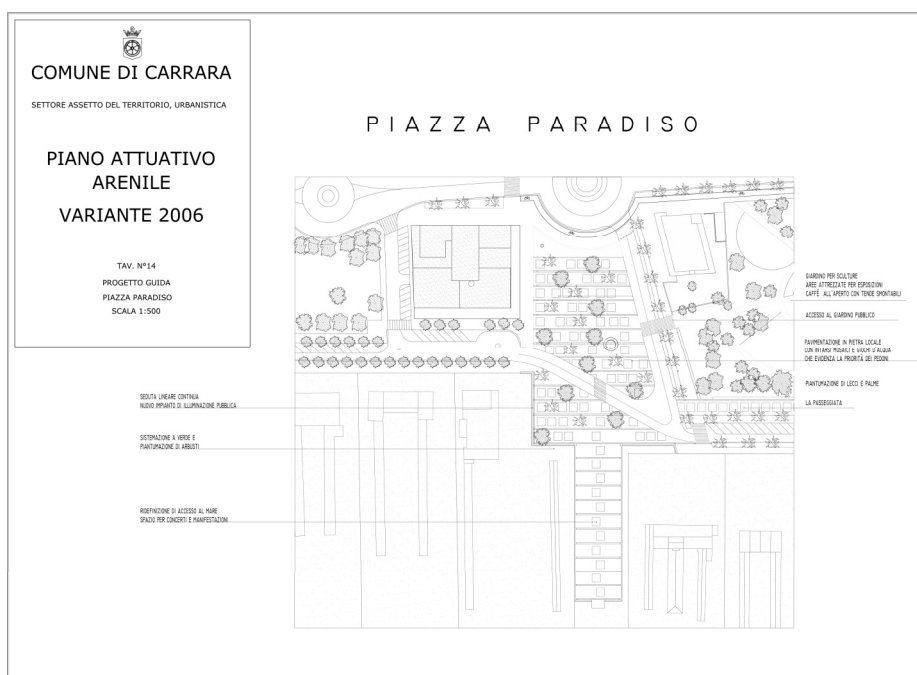 COMUNE DI CARRARA
SETTORE ASSETTO DEL TERRITORIO, URBANISTICA
PIANO ATTUATIVO
ARENILE
VARIANTE 2006
TAV. N°14
PROGETTO GUIDA
PIAZZA PARADISO
SCALA 1:500
PIAZZA PARADISO
GIARDINO PER SCULTURE
AREE ATTREZZATE PER ESPOSIZIONI
CAFFÉ ALL'APERTO CON TENDE SMONTABILI
ACCESSO AL GIARDINO PUBBLICO
PAVIMENTAZIONE IN PIETRA LOCALE
CON INTARSI MOSAICI E GIOCHI D'ACQUA
CHE EVIDENZA LA PRIORITÀ DEI PEDONI
PIANTUMAZIONE DI LECCI E PALME
LA PASSEGGIATA
SEDUTA LINEARE CONTINUA
NUOVO IMPIANTO DI ILLUMINAZIONE PUBBLICA
SISTEMAZIONE A VERDE E
PIANTUMAZIONE DI ARBUSTI
RIDEFINIZIONE DI ACCESSO AL MARE
SPAZIO PER CONCERTI E MANIFESTAZIONI